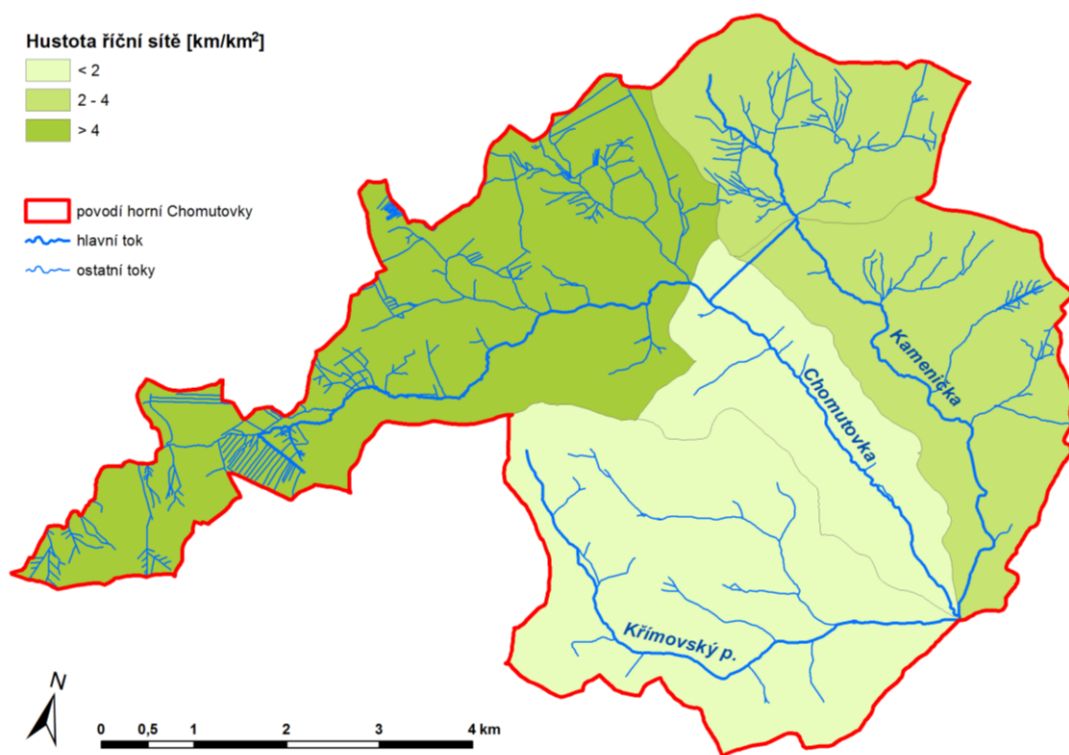 Hustota říční sítě [km/km²]
< 2
2 - 4
> 4
povodí horní Chomutovky
hlavní tok
ostatní toky
Kamenička
Chomutovka
Křímovský p.
N
0 0,5 1 2 3 4 km